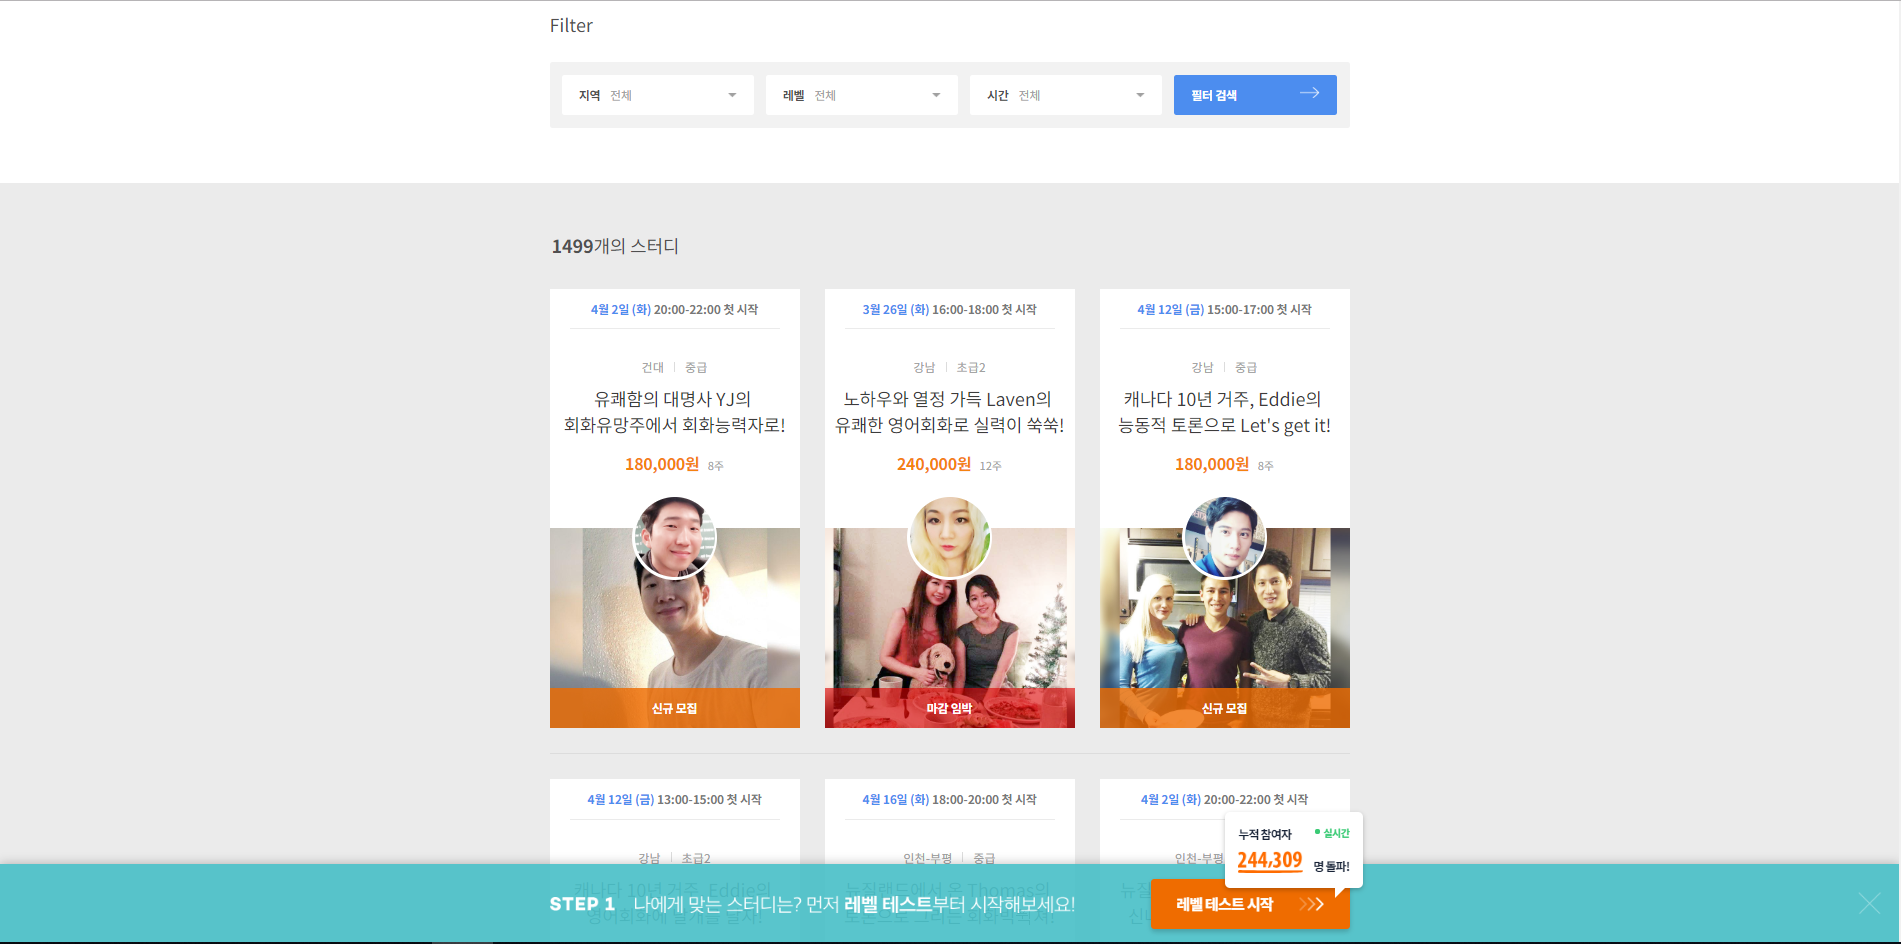 Filter
지역 전체
레벨 전체
시간 전체
필터 검색
1499개의 스터디
4월 2일 (화) 20:00-22:00 첫 시작
건대 | 중급
유쾌함의 대명사 YJ의
회화유망주에서 회화능력자로!
180,000원 8주
신규 모집
3월 26일 (화) 16:00-18:00 첫 시작
강남 | 초급2
노하우와 열정 가득 Laven의
유쾌한 영어회화로 실력이 쑥쑥!
240,000원 12주
마감 임박
4월 12일 (금) 15:00-17:00 첫 시작
강남 | 중급
캐나다 10년 거주, Eddie의
능동적 토론으로 Let's get it!
180,000원 8주
신규 모집
4월 12일 (금) 13:00-15:00 첫 시작
강남 | 초급2
캐나다 10년 거주, Eddie의
4월 16일 (화) 18:00-20:00 첫 시작
인천-부평 | 중급
뉴질랜드에서 온 Thomas의
4월 2일 (화) 20:00-22:00 첫 시작
인천-부평
누적 참여자 실시간
244,309 명 돌파!
STEP 1 나에게 맞는 스터디는? 먼저 레벨 테스트부터 시작해보세요!
레벨 테스트 시작